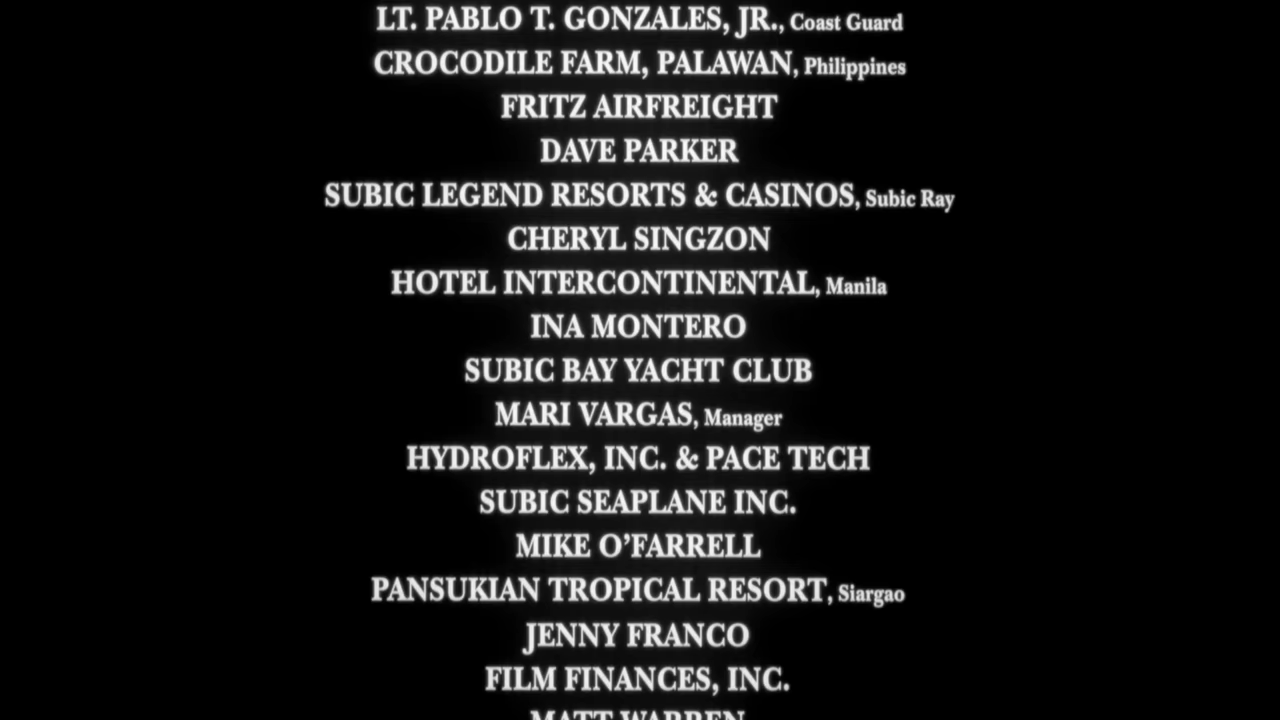 LT. PABLO T. GONZALES, JR., Coast Guard
CROCODILE FARM, PALAWAN, Philippines
FRITZ AIRFREIGHT
DAVE PARKER
SUBIC LEGEND RESORTS & CASINOS, Subic Ray
CHERYL SINGZON
HOTEL INTERCONTINENTAL, Manila
INA MONTERO
SUBIC BAY YACHT CLUB
MARI VARGAS, Manager
HYDROFLEX, INC. & PACE TECH
SUBIC SEAPLANE INC.
MIKE O’FARRELL
PANSUKIAN TROPICAL RESORT, Siargao
JENNY FRANCO
FILM FINANCES, INC.
MATT WARREN